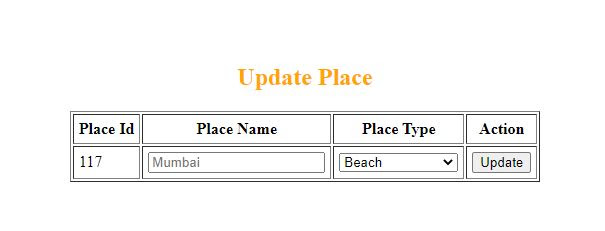 Update Place
Place Id Place Name Place Type Action
117 Mumbai Beach Update